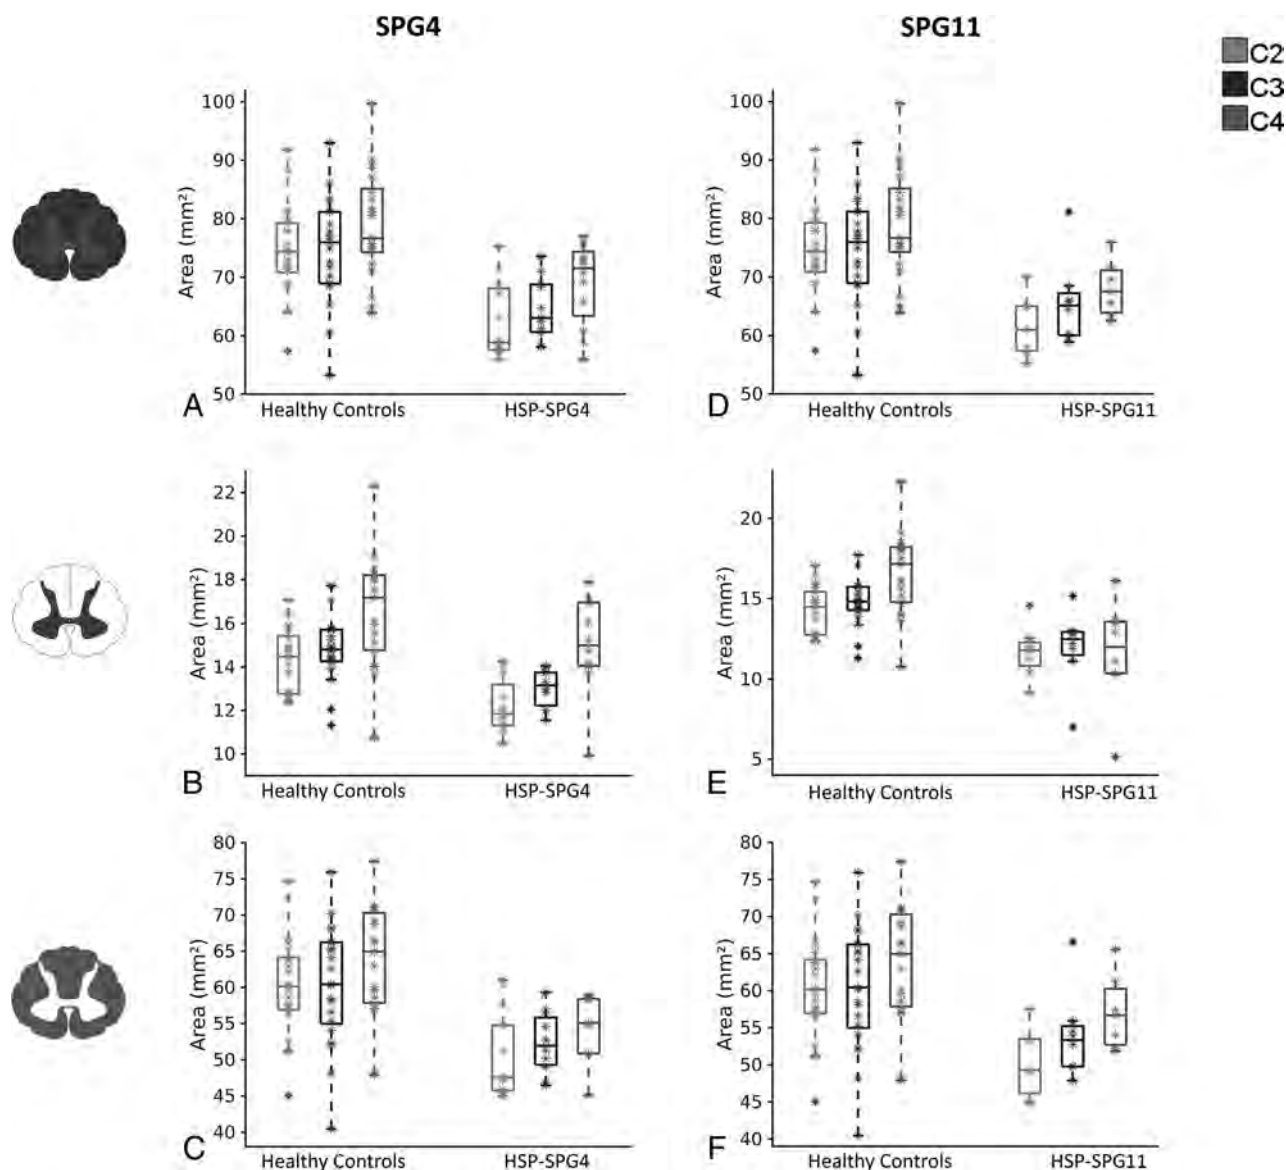 SPG4
SPG11
C2
C3
C4
Area (mm²)
100
90
80
70
60
50
A
Healthy Controls
HSP-SPG4
Area (mm²)
100
90
80
70
60
50
D
Healthy Controls
HSP-SPG11
Area (mm²)
22
20
18
16
14
12
10
B
Healthy Controls
HSP-SPG4
Area (mm²)
20
15
10
5
E
Healthy Controls
HSP-SPG11
Area (mm²)
80
75
70
65
60
55
50
45
40
C
Healthy Controls
HSP-SPG4
Area (mm²)
80
75
70
65
60
55
50
45
40
F
Healthy Controls
HSP-SPG11